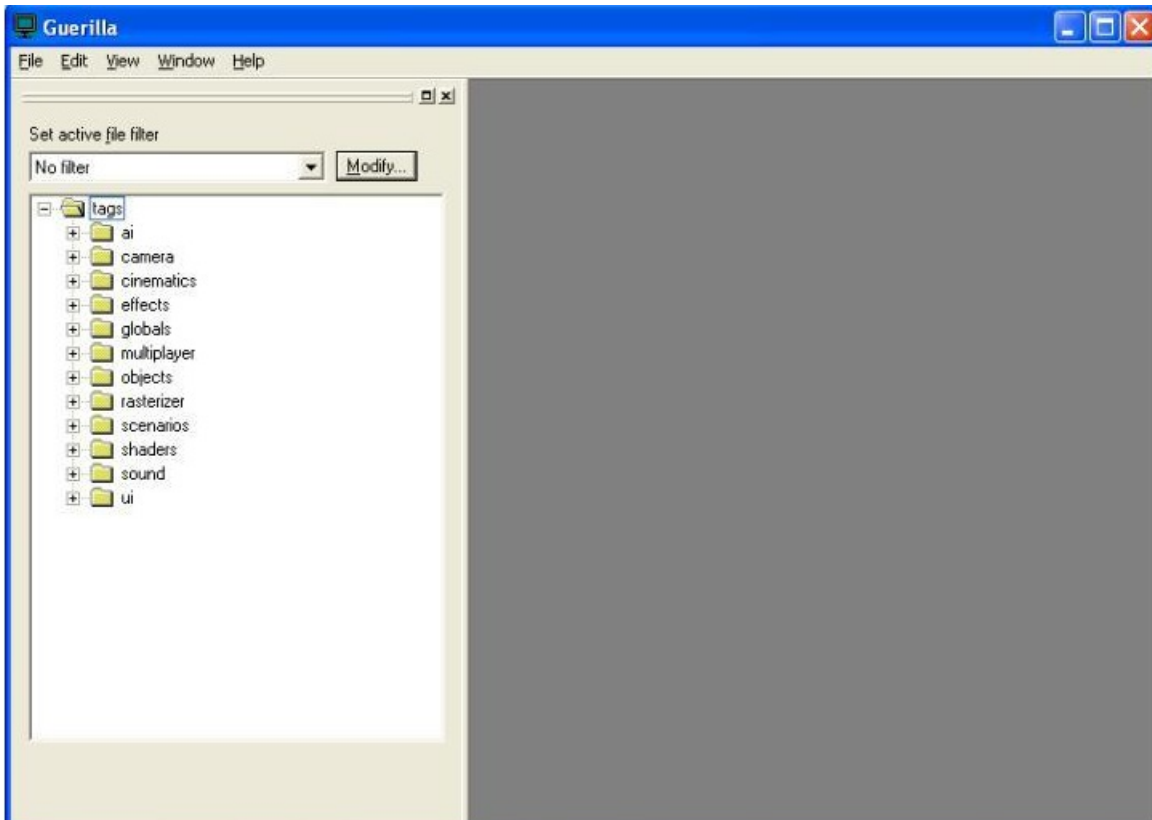 Guerilla
File Edit View Window Help
Set active file filter
No filter Modify...
tags
ai
camera
cinematics
effects
globals
multiplayer
objects
rasterizer
scenarios
shaders
sound
ui